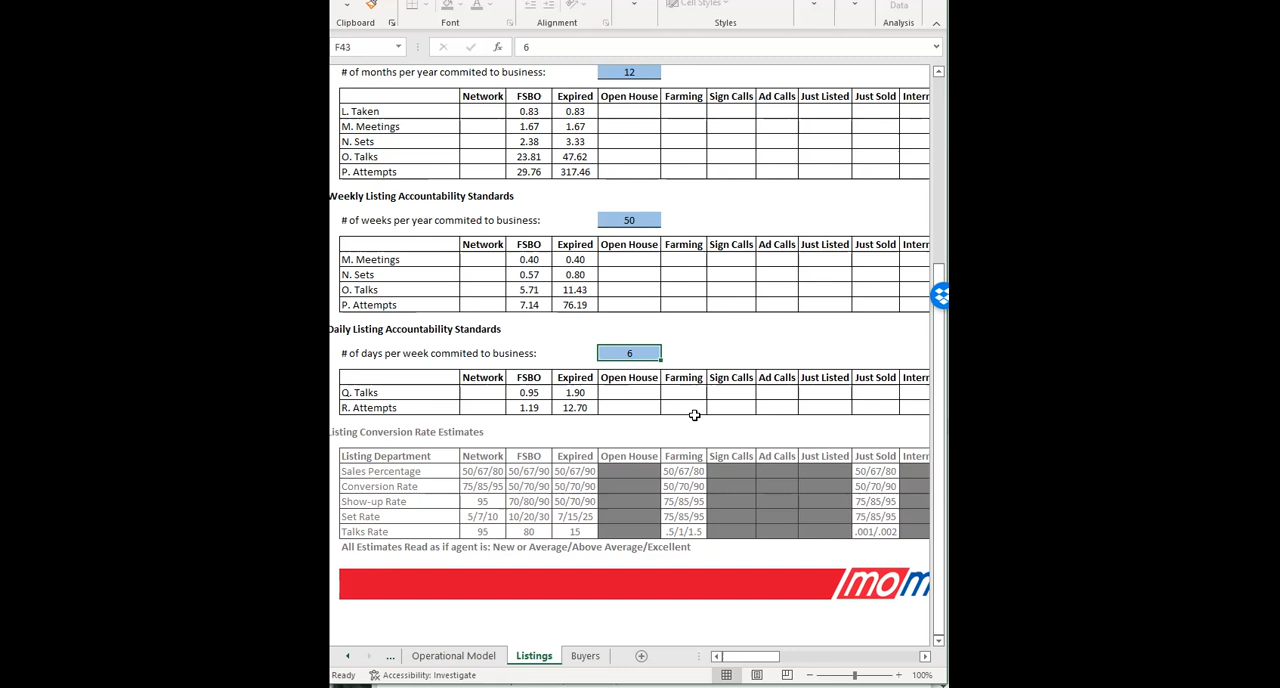 Cell Styles
Data
Clipboard Font Alignment Styles Analysis
F43 fx 6
# of months per year commited to business: 12
Network FSBO Expired Open House Farming Sign Calls Ad Calls Just Listed Just Sold Intern
L. Taken 0.83 0.83
M. Meetings 1.67 1.67
N. Sets 2.38 3.33
O. Talks 23.81 47.62
P. Attempts 29.76 317.46
Weekly Listing Accountability Standards
# of weeks per year commited to business: 50
Network FSBO Expired Open House Farming Sign Calls Ad Calls Just Listed Just Sold Intern
M. Meetings 0.40 0.40
N. Sets 0.57 0.80
O. Talks 5.71 11.43
P. Attempts 7.14 76.19
Daily Listing Accountability Standards
# of days per week commited to business: 6
Network FSBO Expired Open House Farming Sign Calls Ad Calls Just Listed Just Sold Intern
Q. Talks 0.95 1.90
R. Attempts 1.19 12.70
Listing Conversion Rate Estimates
Listing Department Network FSBO Expired Open House Farming Sign Calls Ad Calls Just Listed Just Sold Intern
Sales Percentage 50/67/80 50/67/90 50/67/90 50/67/80 50/67/80
Conversion Rate 75/85/95 50/70/90 50/70/90 50/70/90 50/70/90
Show-up Rate 95 70/80/90 50/70/90 75/85/95 75/85/95
Set Rate 5/7/10 10/20/30 7/15/25 75/85/95 75/85/95
Talks Rate 95 80 15 .5/1/1.5 .001/.002
All Estimates Read as if agent is: New or Average/Above Average/Excellent
mom
... Operational Model Listings Buyers
Ready Accessibility: Investigate 100%